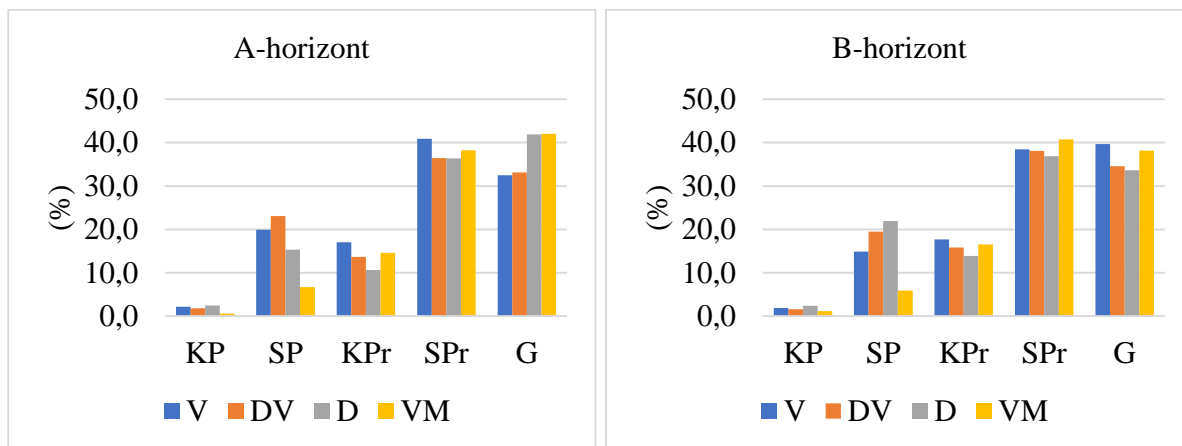 A-horizont
50,0
40,0
30,0
20,0
10,0
0,0
(%)
KP SP KPr SPr G
V DV D VM
B-horizont
50,0
40,0
30,0
20,0
10,0
0,0
(%)
KP SP KPr SPr G
V DV D VM